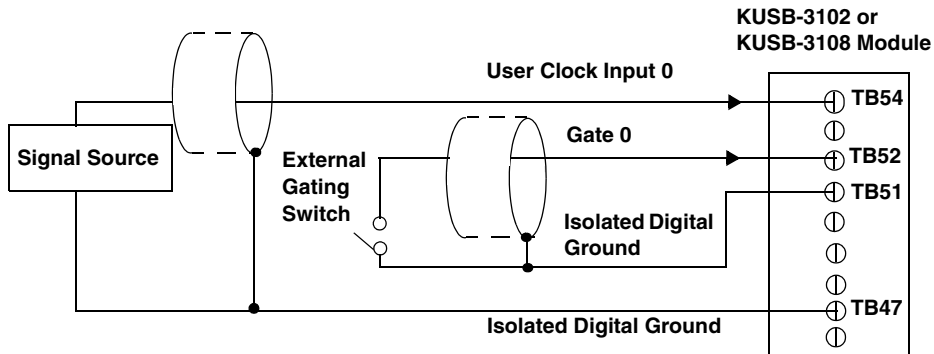 KUSB-3102 or
KUSB-3108 Module
User Clock Input 0
TB54
Gate 0
Signal Source
External
Gating
Switch
TB52
TB51
Isolated Digital
Ground
TB47
Isolated Digital Ground